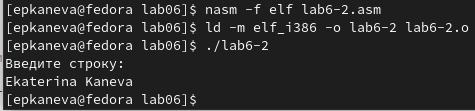 [epkaneva@fedora lab06]$ nasm -f elf lab6-2.asm
[epkaneva@fedora lab06]$ ld -m elf_i386 -o lab6-2 lab6-2.o
[epkaneva@fedora lab06]$ ./lab6-2
Введите строку:
Ekaterina Kaneva
[epkaneva@fedora lab06]$